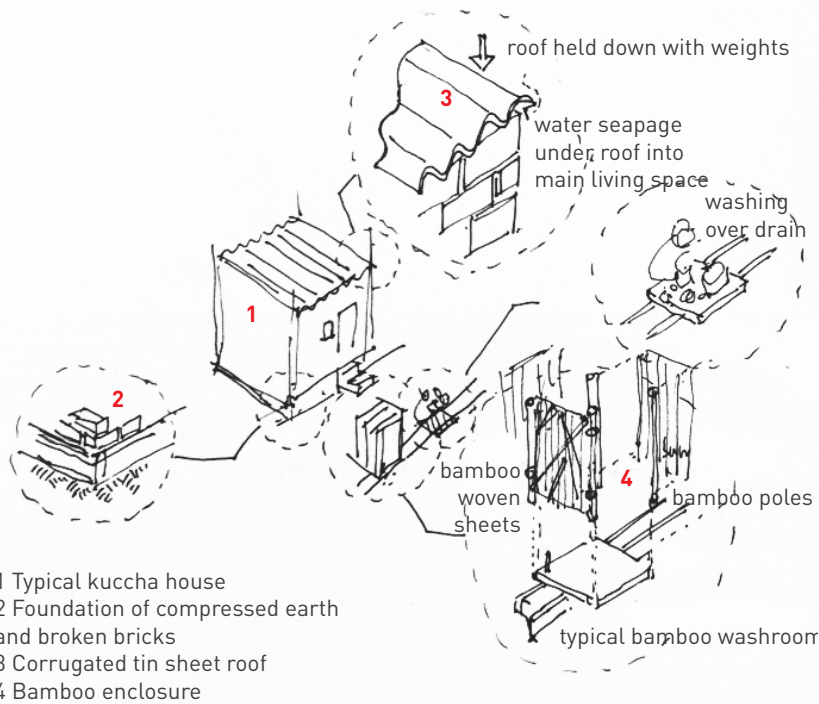 roof held down with weights
3
water seepage
under roof into
main living space
washing
over drain
1
2
bamboo
woven
sheets
4
bamboo poles
1 Typical kuccha house
2 Foundation of compressed earth
and broken bricks
3 Corrugated tin sheet roof
4 Bamboo enclosure
typical bamboo washroom